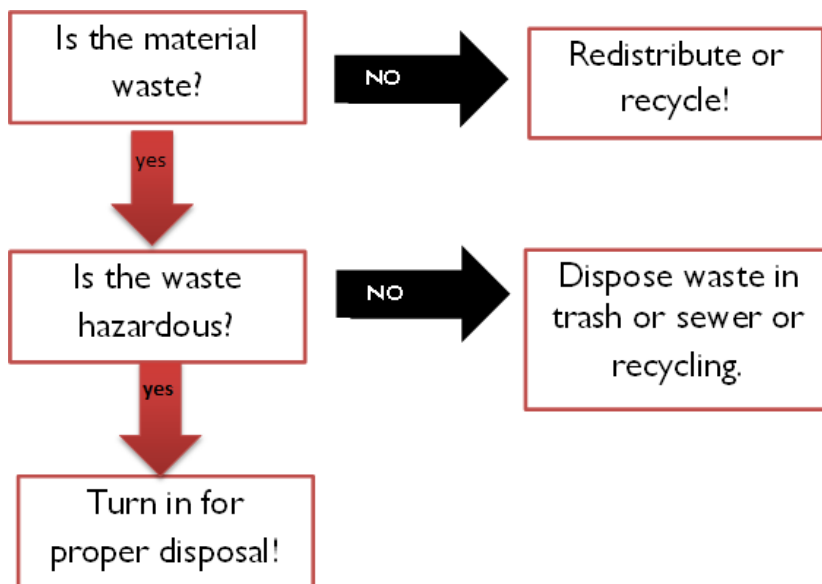 Is the material
waste?
NO
Redistribute or
recycle!
yes
Is the waste
hazardous?
NO
Dispose waste in
trash or sewer or
recycling.
yes
Turn in for
proper disposal!